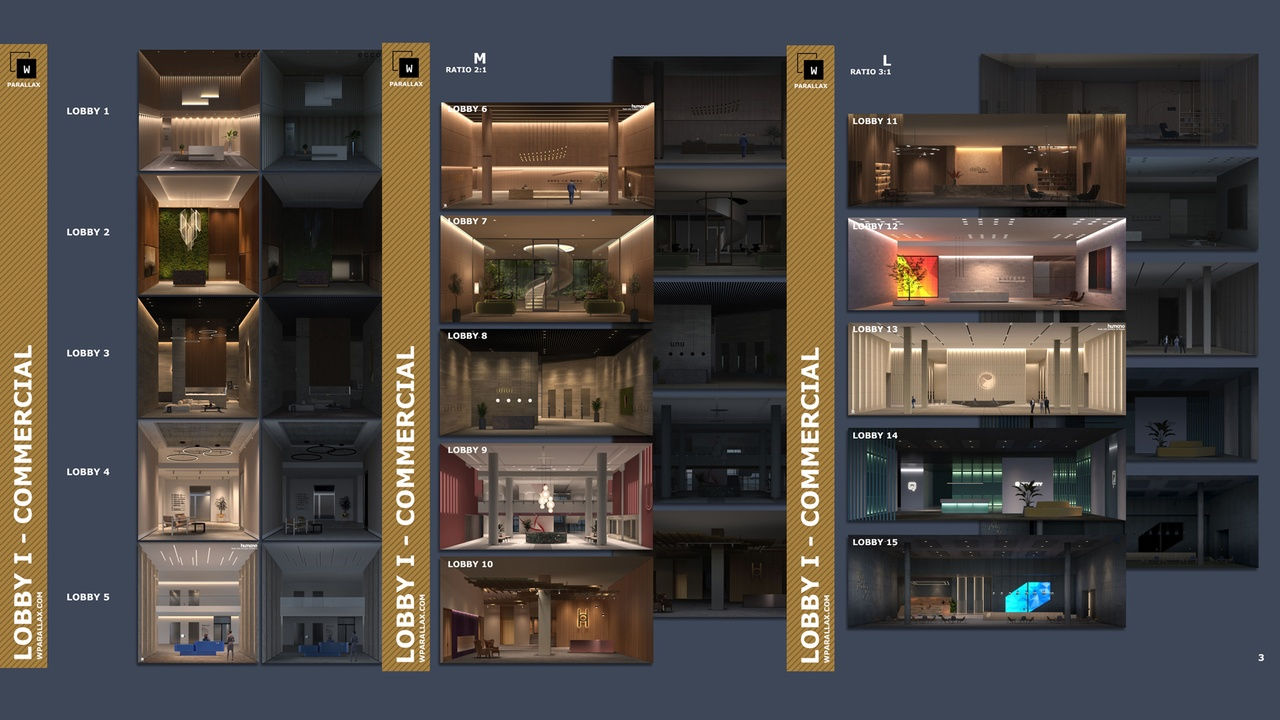 W
PARALLAX
LOBBY I - COMMERCIAL
WPARALLAX.COM
LOBBY 1
LOBBY 2
LOBBY 3
LOBBY 4
LOBBY 5
W
PARALLAX
LOBBY I - COMMERCIAL
WPARALLAX.COM
M
RATIO 2:1
LOBBY 6
LOBBY 7
LOBBY 8
LOBBY 9
LOBBY 10
W
PARALLAX
LOBBY I - COMMERCIAL
WPARALLAX.COM
L
RATIO 3:1
LOBBY 11
LOBBY 12
LOBBY 13
LOBBY 14
LOBBY 15
3